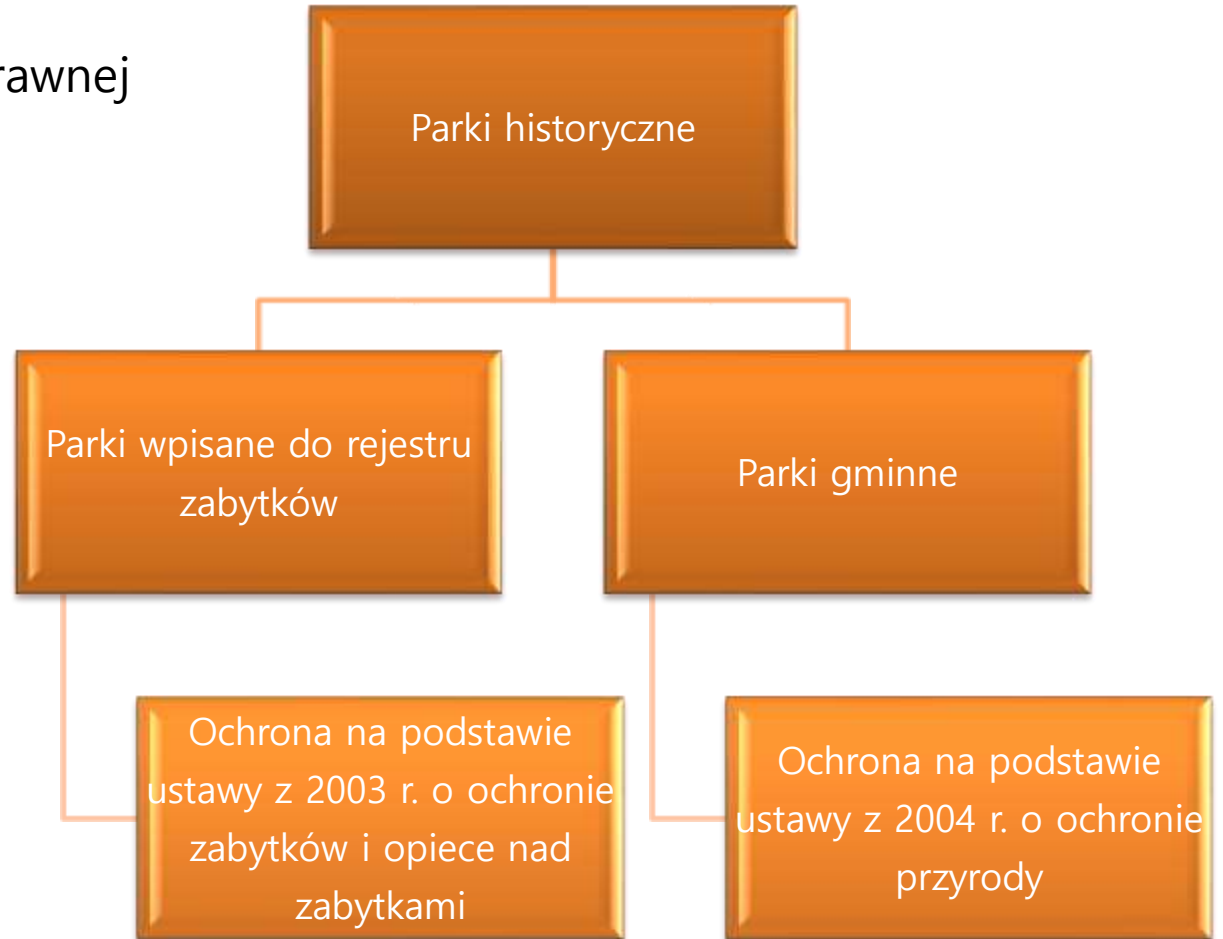 rawnej
Parki historyczne
Parki wpisane do rejestru
zabytków
Parki gminne
Ochrona na podstawie
ustawy z 2003 r. o ochronie
zabytków i opiece nad
zabytkami
Ochrona na podstawie
ustawy z 2004 r. o ochronie
przyrody